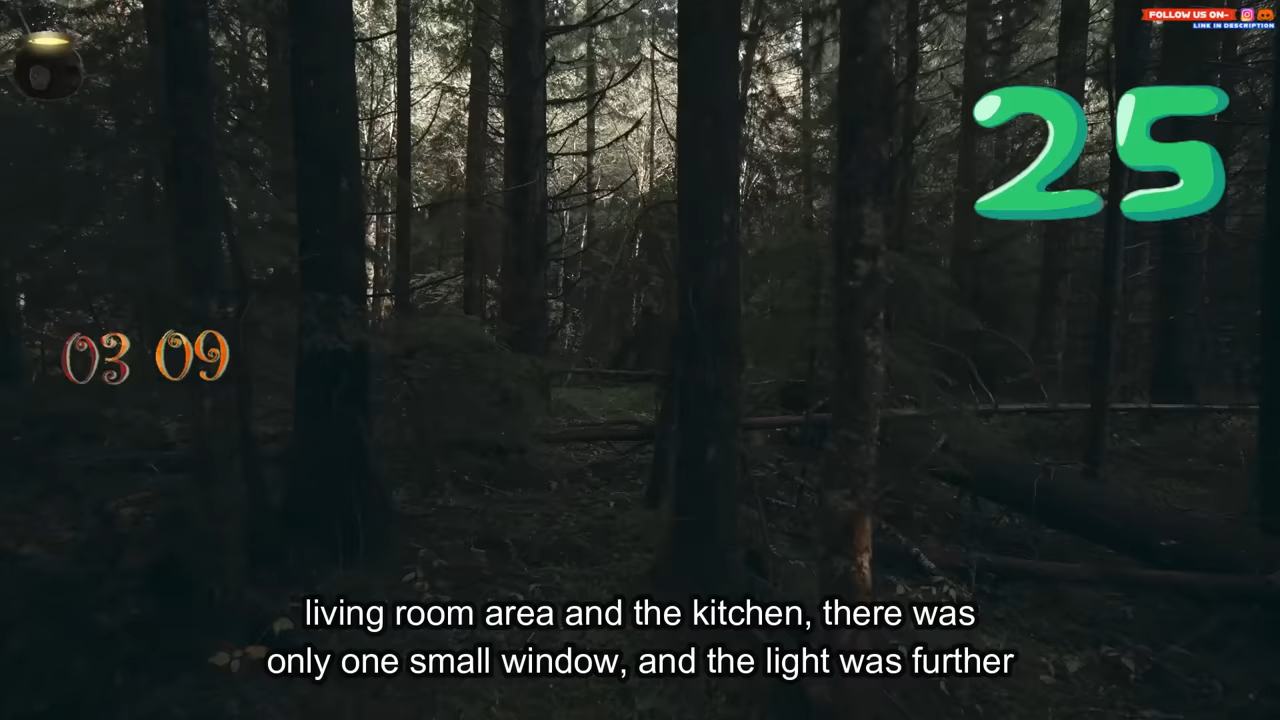 FOLLOW US ON-
LINK IN DESCRIPTION
25
03 09
living room area and the kitchen, there was
only one small window, and the light was further